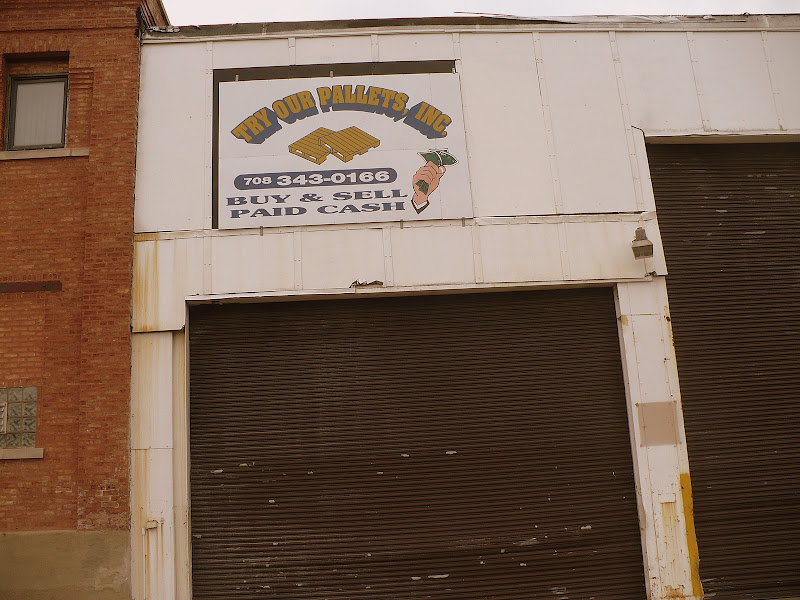 TRY OUR PALLETS, INC.
708 343-0166
BUY & SELL
PAID CASH